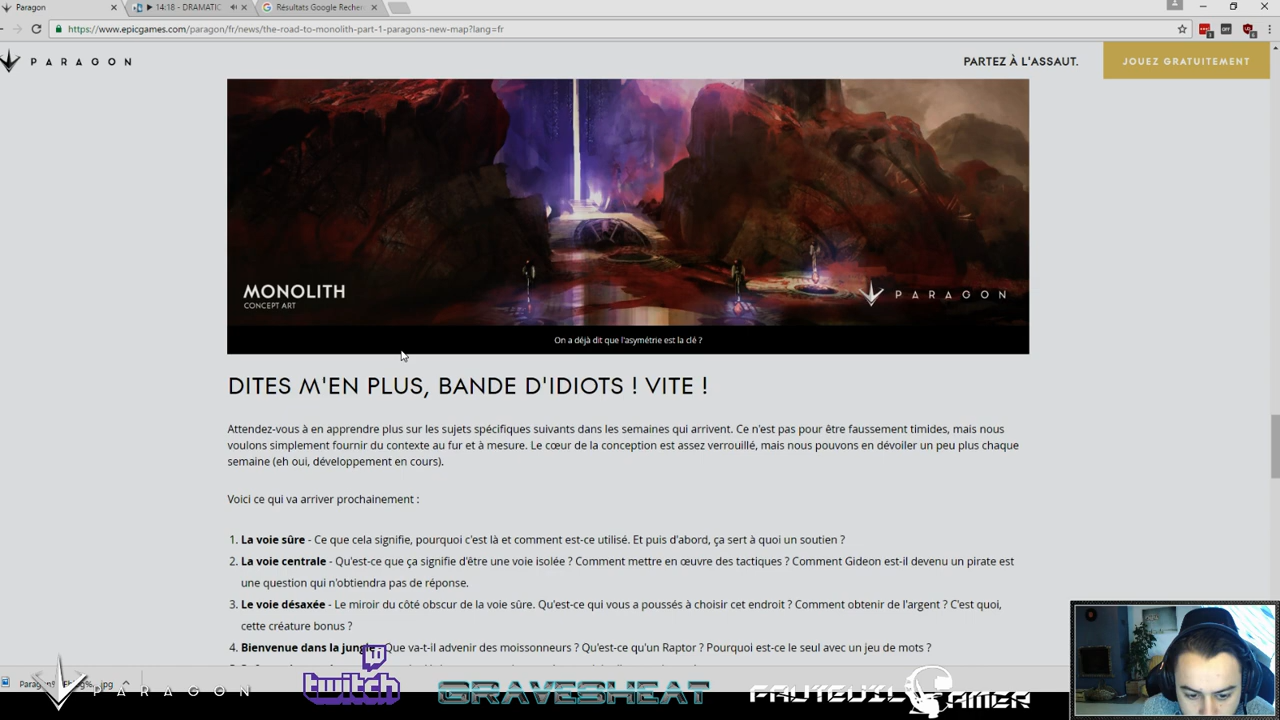 Paragon
14:18 - DRAMATIC
Résultats Google Recher
https://www.epicgames.com/paragon/fr/news/the-road-to-monolith-part-1-paragons-new-map?lang=fr
PARAGON
PARTEZ À L'ASSAUT.
JOUEZ GRATUITEMENT
MONOLITH
CONCEPT ART
PARAGON
On a déjà dit que l'asymétrie est la clé ?
DITES M'EN PLUS, BANDE D'IDIOTS ! VITE !
Attendez-vous à en apprendre plus sur les sujets spécifiques suivants dans les semaines qui arrivent. Ce n'est pas pour être faussement timides, mais nous
voulons simplement fournir du contexte au fur et à mesure. Le cœur de la conception est assez verrouillé, mais nous pouvons en dévoiler un peu plus chaque
semaine (eh oui, développement en cours).
Voici ce qui va arriver prochainement :
1. La voie sûre - Ce que cela signifie, pourquoi c'est là et comment est-ce utilisé. Et puis d'abord, ça sert à quoi un soutien ?
2. La voie centrale - Qu'est-ce que ça signifie d'être une voie isolée ? Comment mettre en œuvre des tactiques ? Comment Gideon est-il devenu un pirate est
une question qui n'obtiendra pas de réponse.
3. Le voie désaxée - Le miroir du côté obscur de la voie sûre. Qu'est-ce qui vous a poussés à choisir cet endroit ? Comment obtenir de l'argent ? C'est quoi,
cette créature bonus ?
4. Bienvenue dans la jungle - Que va-t-il advenir des moissonneurs ? Qu'est-ce qu'un Raptor ? Pourquoi est-ce le seul avec un jeu de mots ?
PARAGON
twitch
GRAVESHEAT
FAUTEUIL GAMER